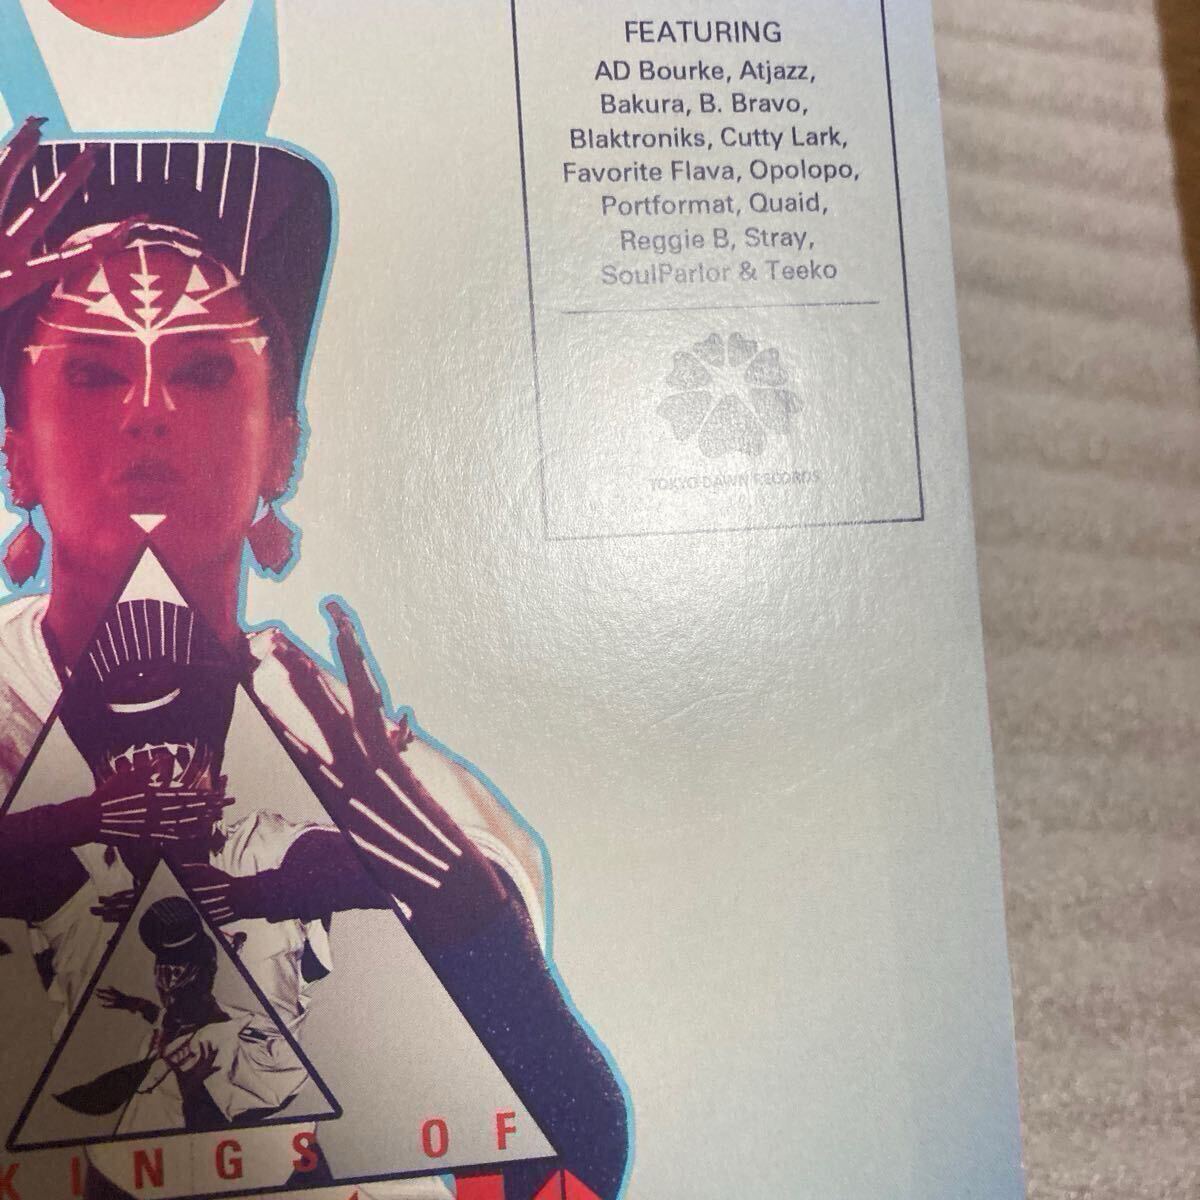 FEATURING
AD Bourke, Atjazz,
Bakura, B. Bravo,
Blaktroniks, Cutty Lark,
Favorite Flava, Opolopo,
Portformat, Quaid,
Reggie B, Stray,
SoulParlor & Teeko
TOKYO DAWN RECORDS
KINGS OF